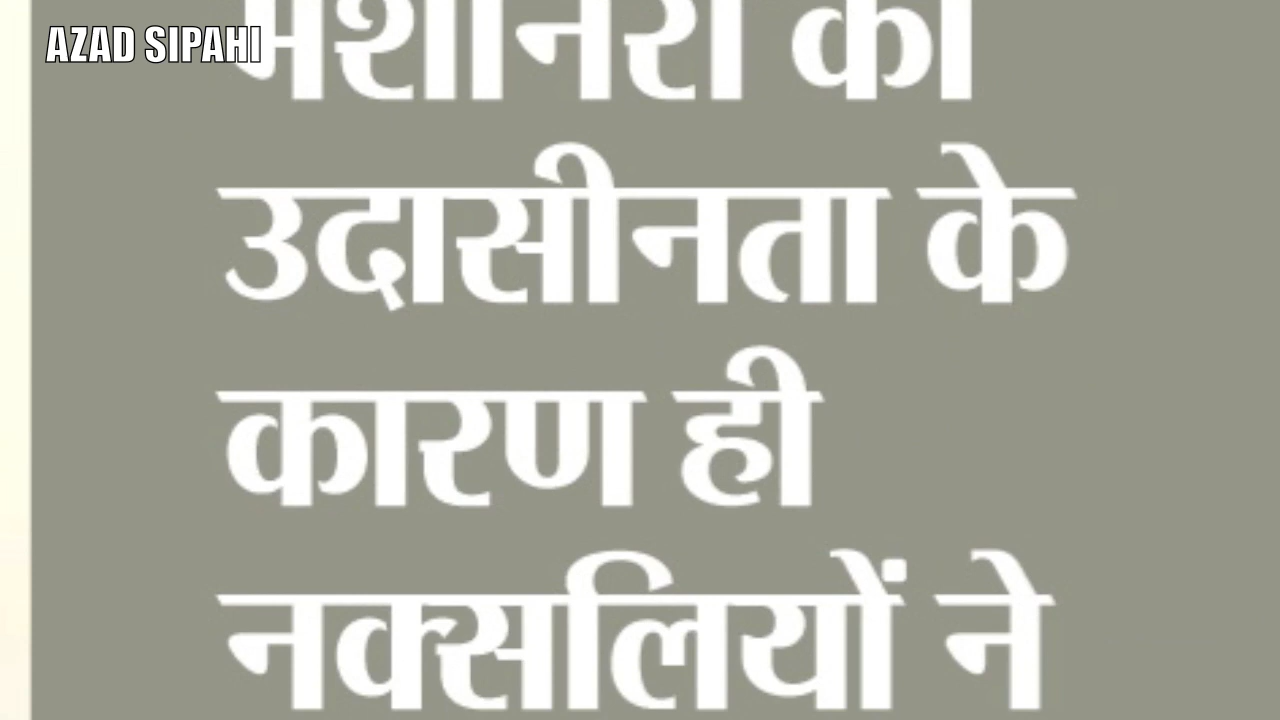 AZAD SIPAHI
उदासीनता के
कारण ही
नक्सलियों ने